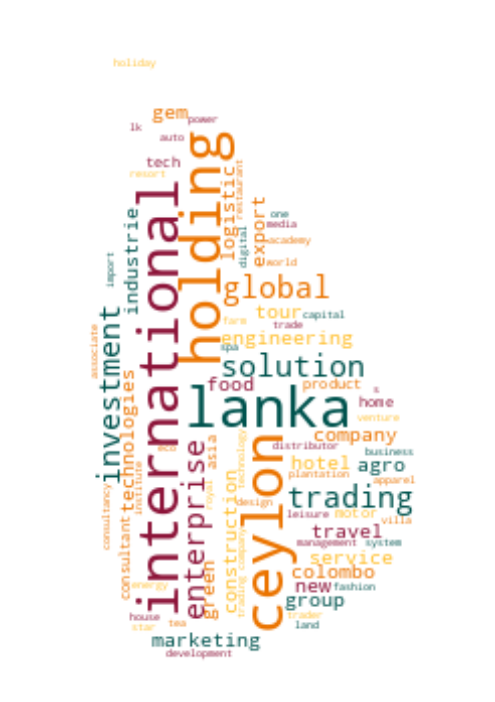 holiday
gem
power
lk
auto
tech
resort
holding
international
logistic
restaurant
industrie
export
one
media
digital
academy
import
world
global
tour
capital
trade
farm
engineering
investment
associate
spa
solution
food
product
s
home
lanka
venture
technologies
company
ceylon
distributor
business
asia
eco
enterprise
technology
hotel
agro
plantation
apparel
institute
consultancy
royal
design
trading
leisure
motor
villa
consultant
construction
travel
management
system
trading company
service
colombo
green
energy
new
fashion
group
house
tea
star
trader
land
marketing
development